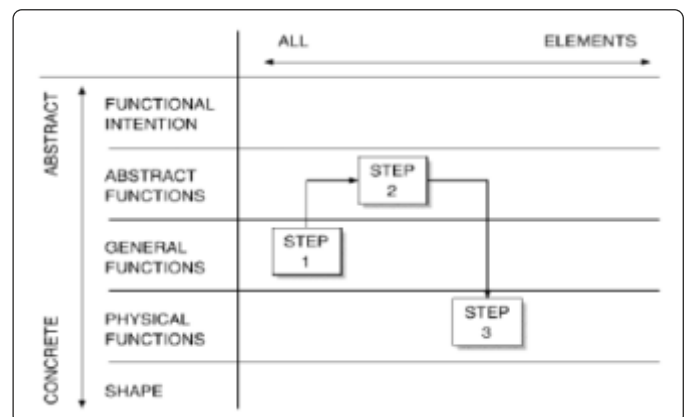 ALL ELEMENTS
ABSTRACT
FUNCTIONAL
INTENTION
ABSTRACT
FUNCTIONS
STEP
2
GENERAL
FUNCTIONS
STEP
1
CONCRETE
PHYSICAL
FUNCTIONS
STEP
3
SHAPE